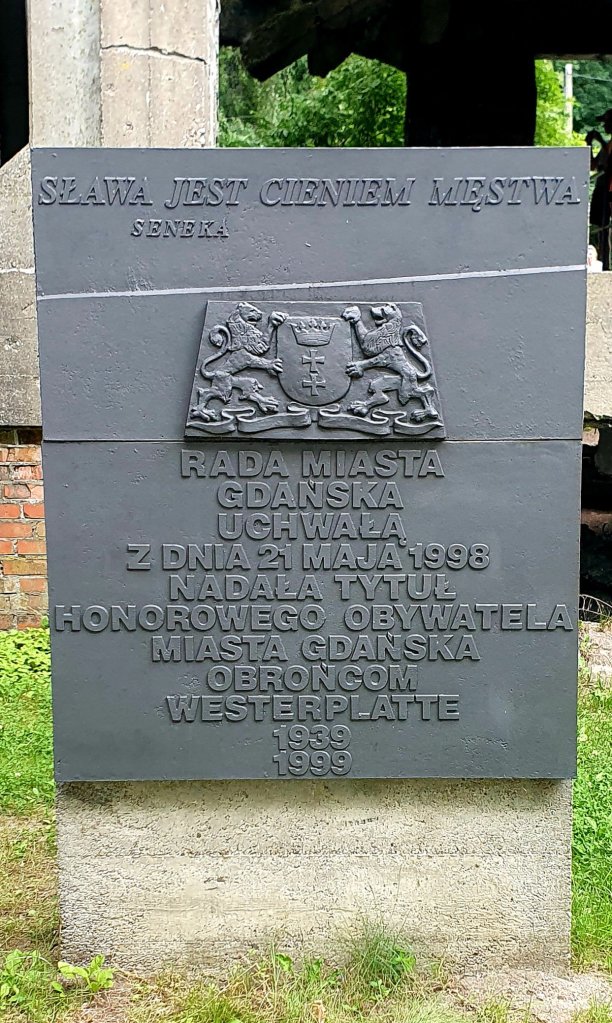 SŁAWA JEST CIENIEM MĘSTWA
SENEKA
RADA MIASTA
GDAŃSKA
UCHWAŁĄ
Z DNIA 21 MAJA 1998
NADAŁA TYTUŁ
HONOROWEGO OBYWATELA
MIASTA GDAŃSKA
OBROŃCOM
WESTERPLATTE
1939
1999